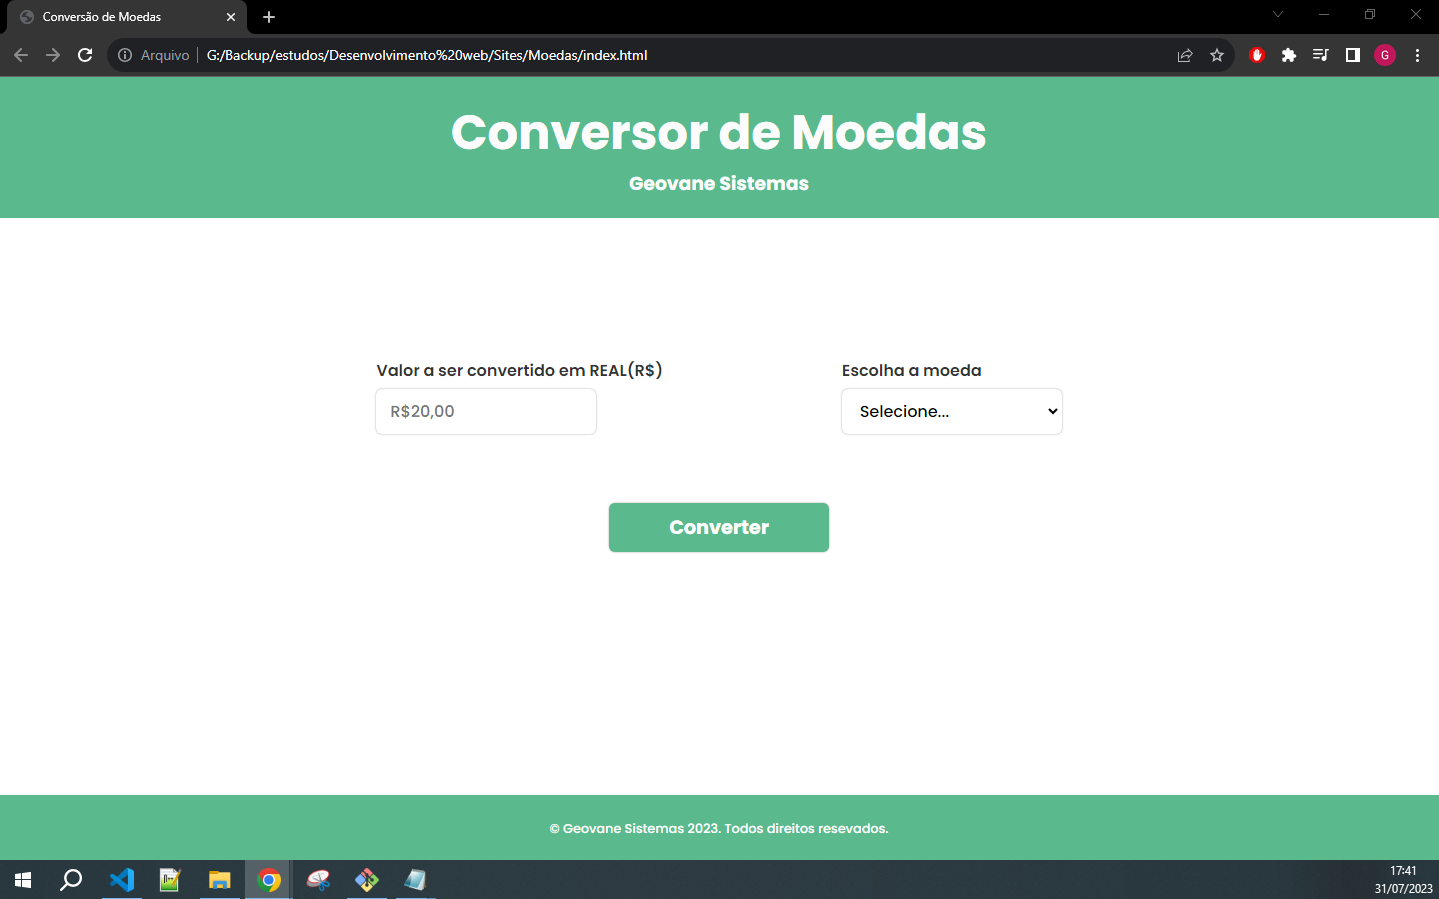 Conversão de Moedas
Arquivo
G:/Backup/estudos/Desenvolvimento%20web/Sites/Moedas/index.html
G
Conversor de Moedas
Geovane Sistemas
Valor a ser convertido em REAL(R$)
Escolha a moeda
R$20,00
Selecione...
Converter
© Geovane Sistemas 2023. Todos direitos resevados.
17:41
31/07/2023